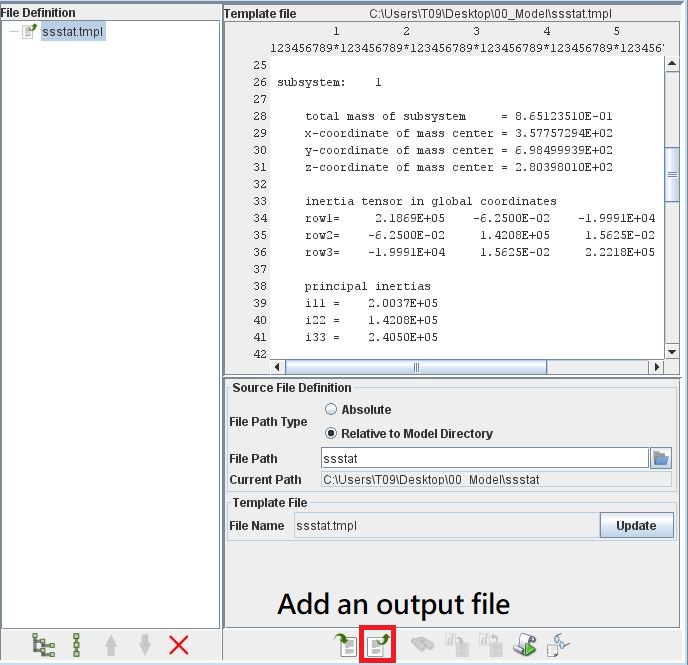 File Definition
ssstat.tmpl
Template file C:\Users\T09\Desktop\00_Model\ssstat.tmpl
1 2 3 4 5
123456789*123456789*123456789*123456789*123456789*123456'
25
26 subsystem: 1
27
28 total mass of subsystem = 8.65123510E-01
29 x-coordinate of mass center = 3.57757294E+02
30 y-coordinate of mass center = 6.98499939E+02
31 z-coordinate of mass center = 2.80398010E+02
32
33 inertia tensor in global coordinates
34 row1= 2.1869E+05 -6.2500E-02 -1.9991E+04
35 row2= -6.2500E-02 1.4208E+05 1.5625E-02
36 row3= -1.9991E+04 1.5625E-02 2.2218E+05
37
38 principal inertias
39 i11 = 2.0037E+05
40 i22 = 1.4208E+05
41 i33 = 2.4050E+05
42
Source File Definition
File Path Type
Absolute
Relative to Model Directory
File Path ssstat
Current Path C:\Users\T09\Desktop\00_Model\ssstat
Template File
File Name ssstat.tmpl Update
Add an output file